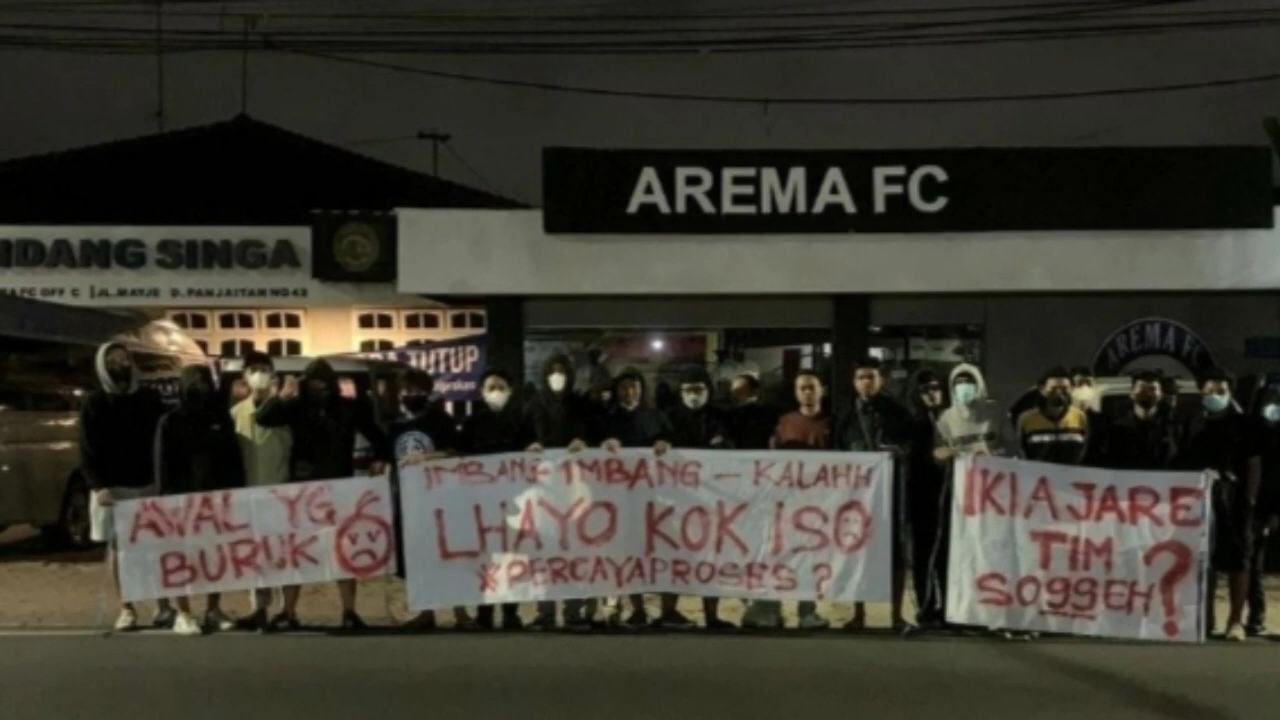 AREMA FC
NDANG SINGA
JL.MAYJE D.PANJAITAN NO 42
TUTUP
AREMA FC
AWAL YG
BURUK
IMBANG IMBANG - KALAHH
LHAYO KOK ISO
#PERCAYAPROSES?
IKI AJARE
TIM
SOGGEH?